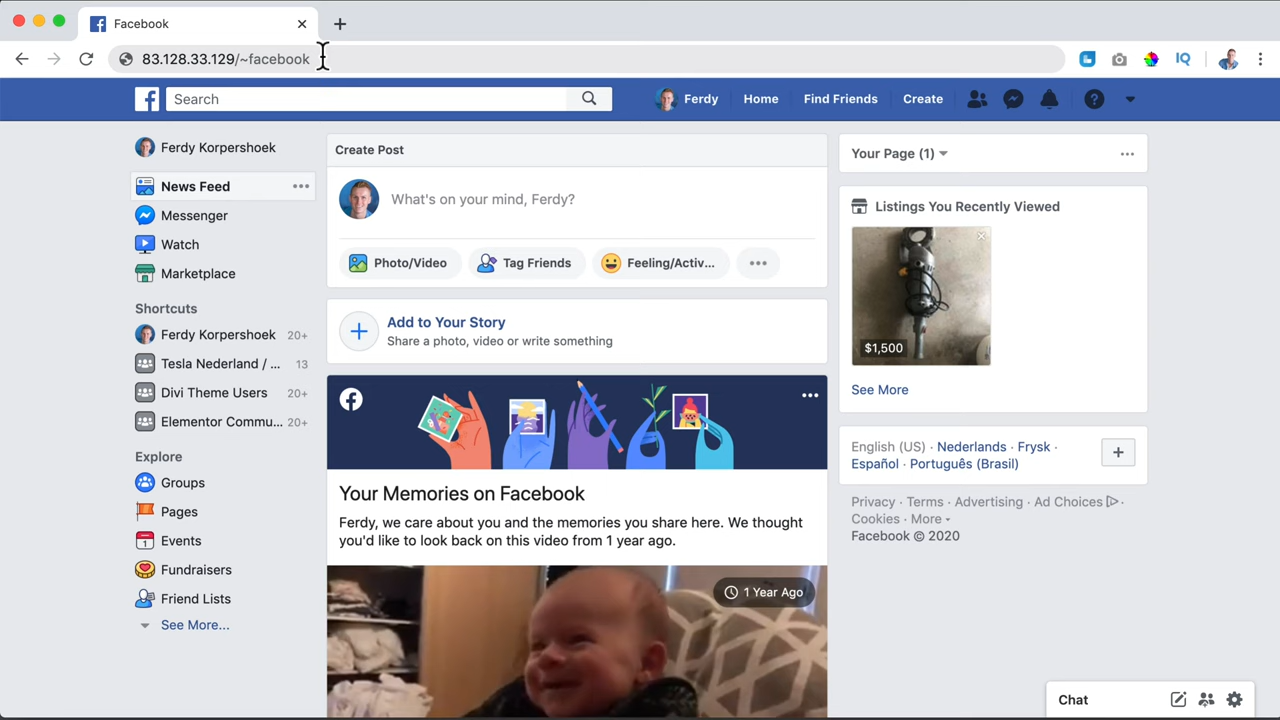 Facebook
83.128.33.129/~facebook
IQ
Search
Ferdy
Home
Find Friends
Create
Ferdy Korpershoek
News Feed
Messenger
Watch
Marketplace
Shortcuts
Ferdy Korpershoek 20+
Tesla Nederland / ... 13
Divi Theme Users 20+
Elementor Commu... 20+
Explore
Groups
Pages
Events
Fundraisers
Friend Lists
See More...
Create Post
What's on your mind, Ferdy?
Photo/Video
Tag Friends
Feeling/Activ...
Add to Your Story
Share a photo, video or write something
Your Memories on Facebook
Ferdy, we care about you and the memories you share here. We thought
you'd like to look back on this video from 1 year ago.
1 Year Ago
Your Page (1)
Listings You Recently Viewed
$1,500
See More
English (US) · Nederlands · Frysk ·
Español · Português (Brasil)
Privacy · Terms · Advertising · Ad Choices ·
Cookies · More
Facebook © 2020
Chat